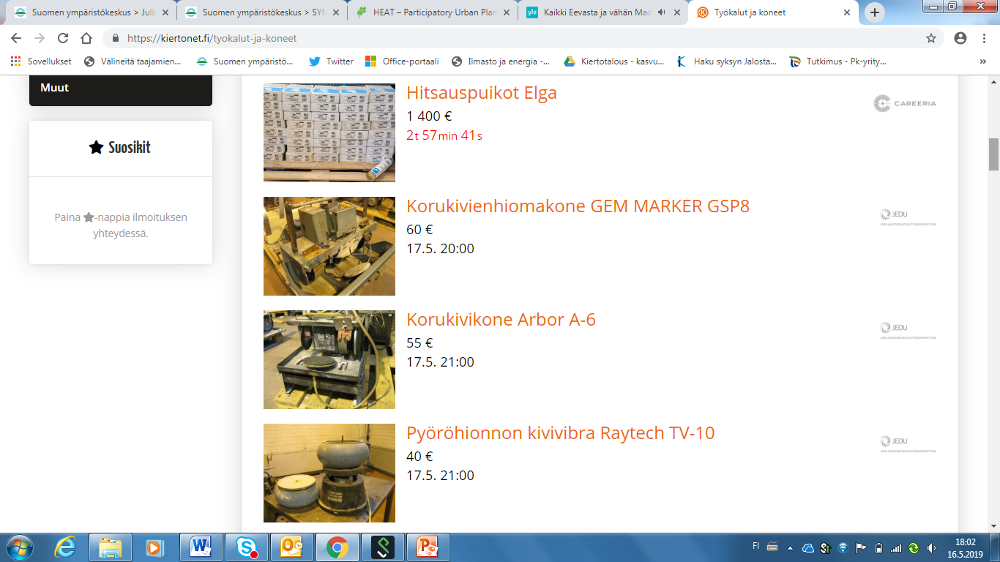 Suomen ympäristökeskus > Julk
Suomen ympäristökeskus > SYN
HEAT – Participatory Urban Plan
Kaikki Eevasta ja vähän Mad
Työkalut ja koneet
https://kiertonet.fi/tyokalut-ja-koneet
Sovellukset
Välineitä taajamien...
Suomen ympäristö...
Twitter
Office-portaali
Ilmasto ja energia -...
Kiertotalous - kasvu...
Haku syksyn Jalosta...
Tutkimus - Pk-yrity...
»
Muut
Suosikit
Paina ★-nappia ilmoituksen
yhteydessä.
Hitsauspuikot Elga
1 400 €
2t 57min 41s
CAREERIA
Korukivienhiomakone GEM MARKER GSP8
60 €
17.5. 20:00
JEDU
Korukivikone Arbor A-6
55 €
17.5. 21:00
JEDU
Pyöröhionnon kivivibra Raytech TV-10
40 €
17.5. 21:00
JEDU
FI
18:02
16.5.2019